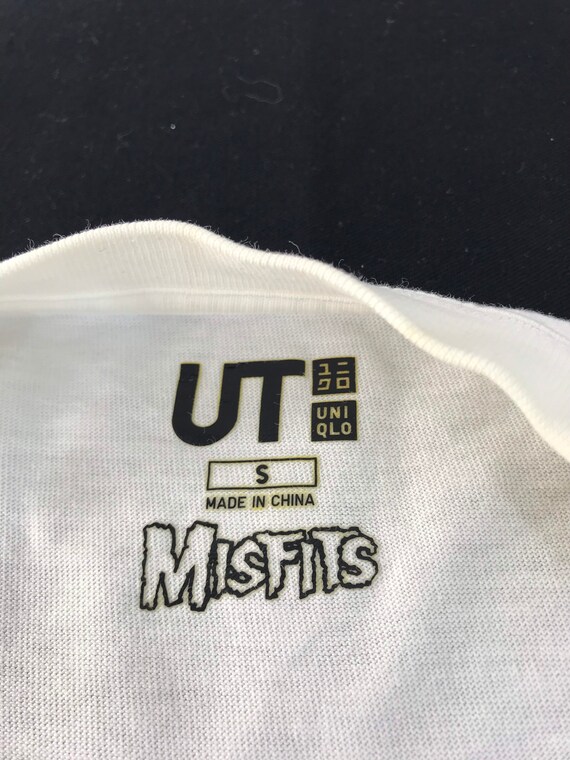 UT
ユニ
クロ
UNI
QLO
S
MADE IN CHINA
MISFITS